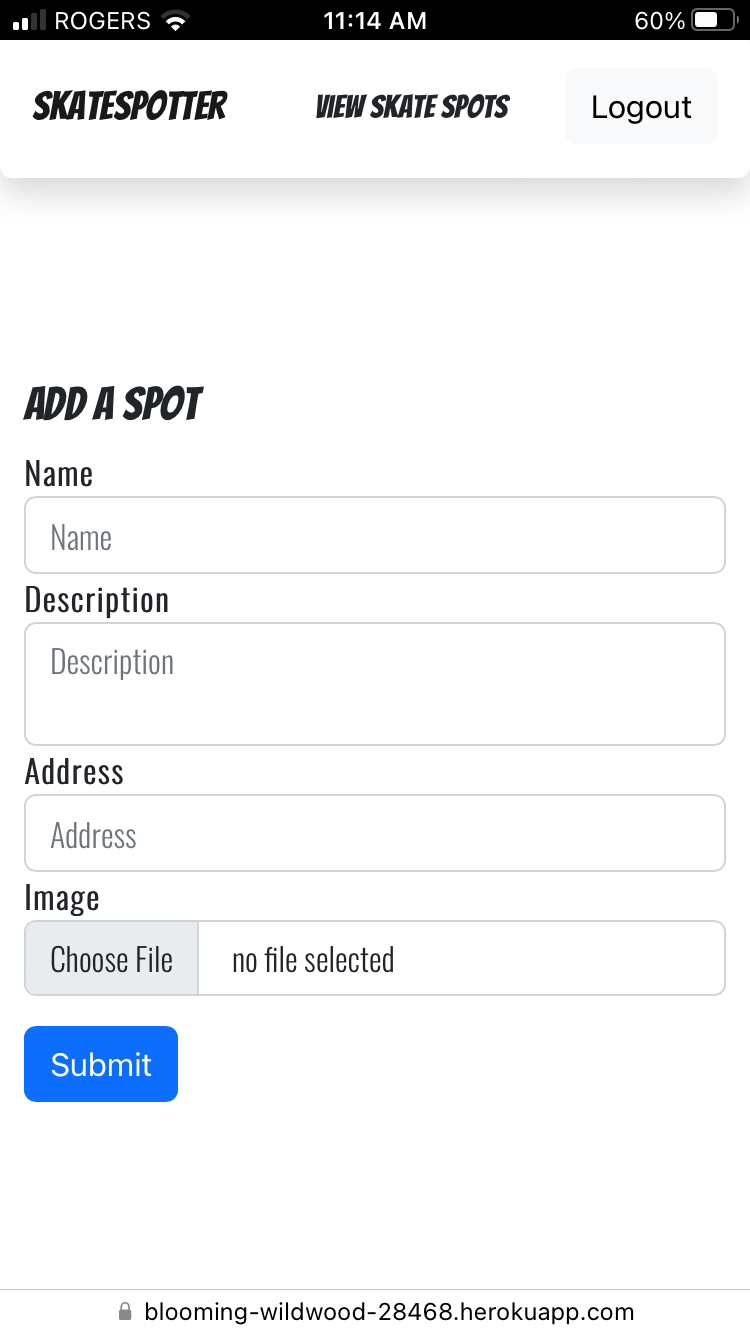 ROGERS 11:14 AM 60%
SKATESPOTTER VIEW SKATE SPOTS Logout
ADD A SPOT
Name
Name
Description
Description
Address
Address
Image
Choose File no file selected
Submit
blooming-wildwood-28468.herokuapp.com